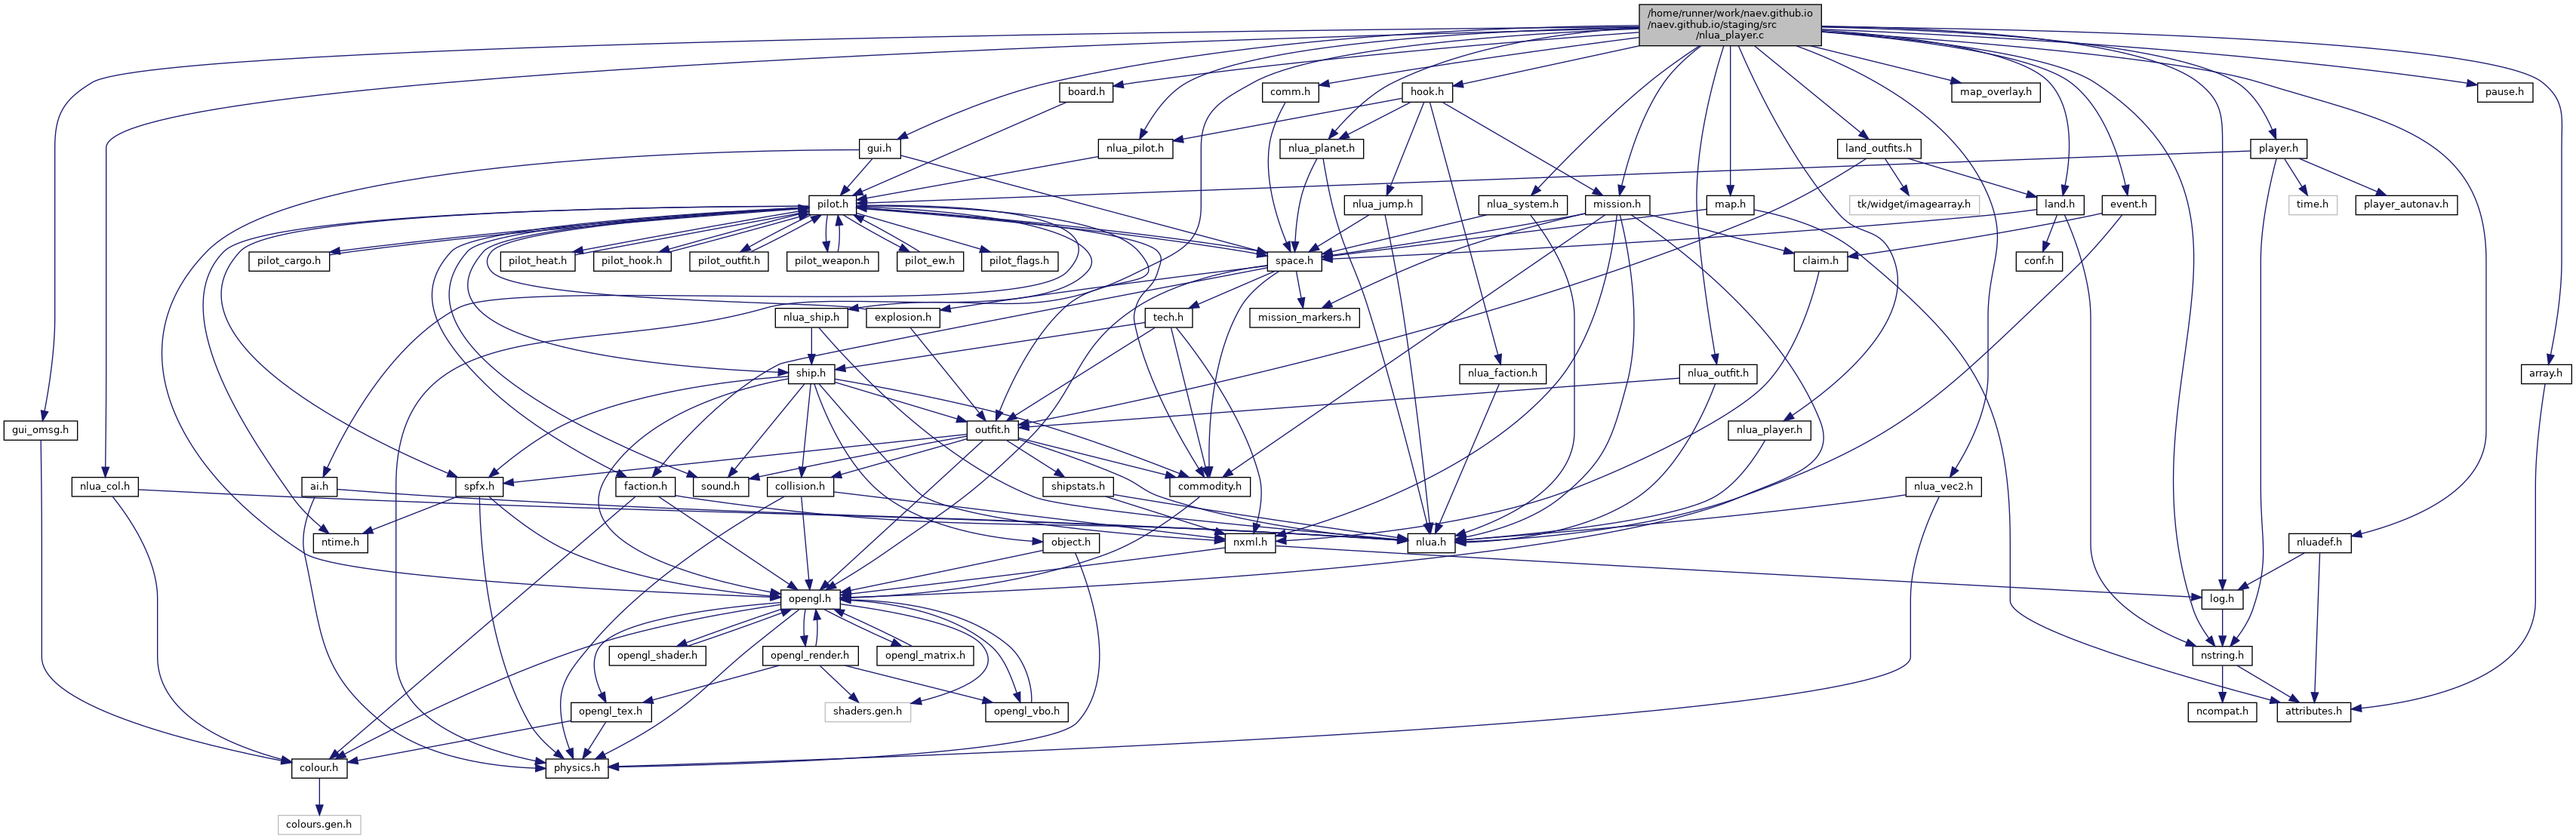 /home/runner/work/naev.github.io
/naev.github.io/staging/src
/nlua_player.c
board.h
comm.h
hook.h
map_overlay.h
pause.h
gui.h
nlua_pilot.h
nlua_planet.h
land_outfits.h
player.h
pilot.h
nlua_jump.h
nlua_system.h
mission.h
map.h
tk/widget/imagearray.h
land.h
event.h
time.h
player_autonav.h
pilot_cargo.h
pilot_heat.h
pilot_hook.h
pilot_outfit.h
pilot_weapon.h
pilot_ew.h
pilot_flags.h
space.h
claim.h
conf.h
nlua_ship.h
explosion.h
tech.h
mission_markers.h
ship.h
nlua_faction.h
nlua_outfit.h
array.h
gui_omsg.h
outfit.h
nlua_player.h
nlua_col.h
ai.h
spfx.h
faction.h
sound.h
collision.h
shipstats.h
commodity.h
nlua_vec2.h
ntime.h
object.h
nxml.h
nlua.h
nluadef.h
opengl.h
log.h
opengl_shader.h
opengl_render.h
opengl_matrix.h
nstring.h
opengl_tex.h
shaders.gen.h
opengl_vbo.h
ncompat.h
attributes.h
colour.h
physics.h
colours.gen.h